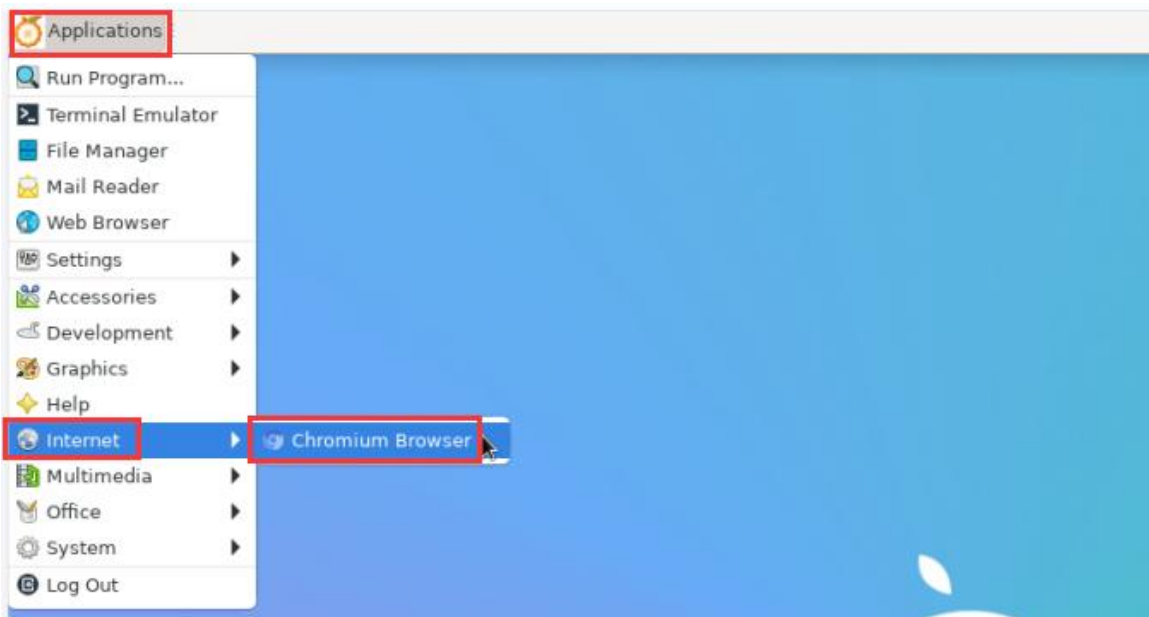 Applications
Run Program...
Terminal Emulator
File Manager
Mail Reader
Web Browser
Settings
Accessories
Development
Graphics
Help
Internet
Chromium Browser
Multimedia
Office
System
Log Out